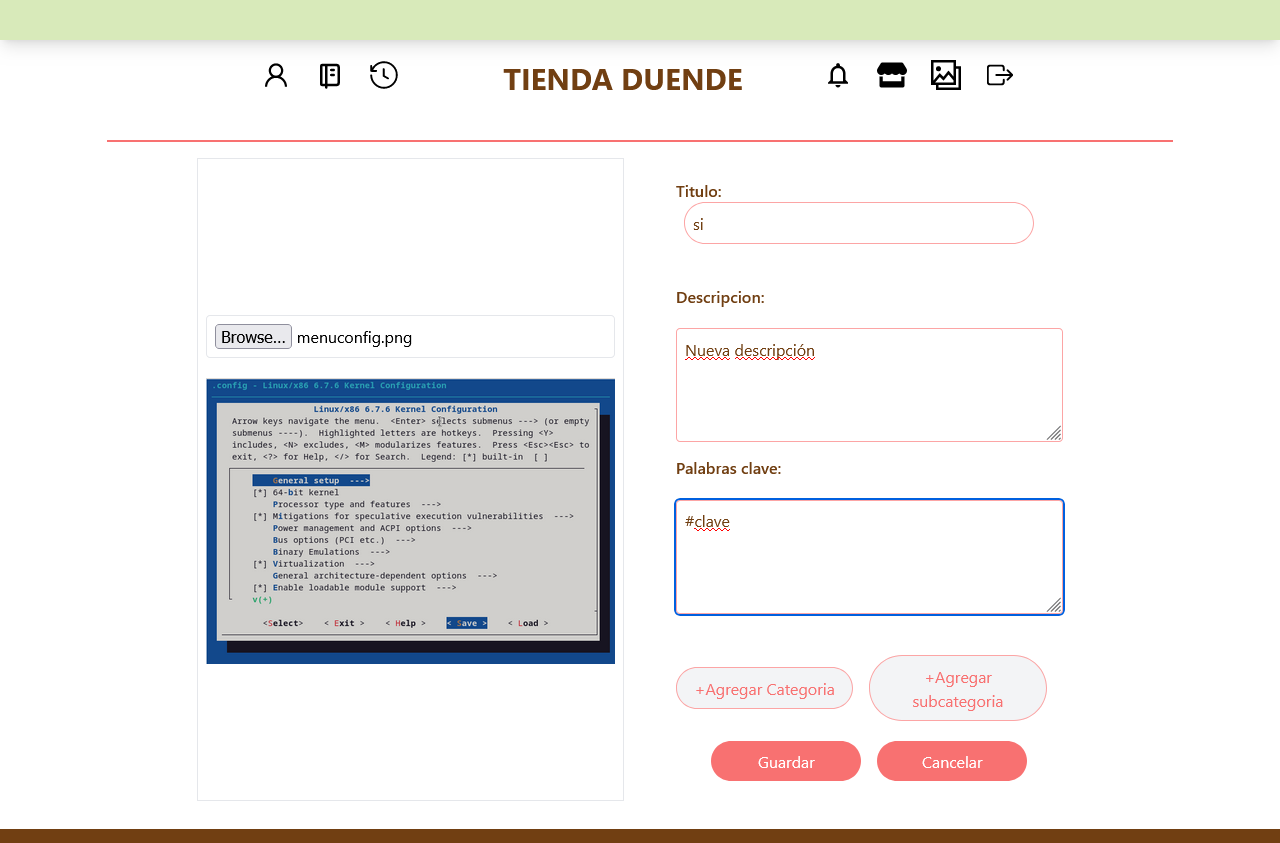 TIENDA DUENDE
Browse... menuconfig.png
.config - Linux/x86 6.7.6 Kernel Configuration
Linux/x86 6.7.6 Kernel Configuration
Arrow keys navigate the menu.  <Enter> selects submenus ---> (or empty
submenus ----).  Highlighted letters are hotkeys.  Pressing <Y>
includes, <N> excludes, <M> modularizes features.  Press <Esc><Esc> to
exit, <?> for Help, </> for Search.  Legend: [*] built-in  [ ]
General setup  --->
[*] 64-bit kernel
Processor type and features  --->
[*] Mitigations for speculative execution vulnerabilities  --->
Power management and ACPI options  --->
Bus options (PCI etc.)  --->
Binary Emulations  --->
[*] Virtualization  --->
General architecture-dependent options  --->
[*] Enable loadable module support  --->
v(+)
<Select>    < Exit >    < Help >    < Save >    < Load >
Titulo:
si
Descripcion:
Nueva descripción
Palabras clave:
#clave
+Agregar Categoria
+Agregar
subcategoria
Guardar
Cancelar